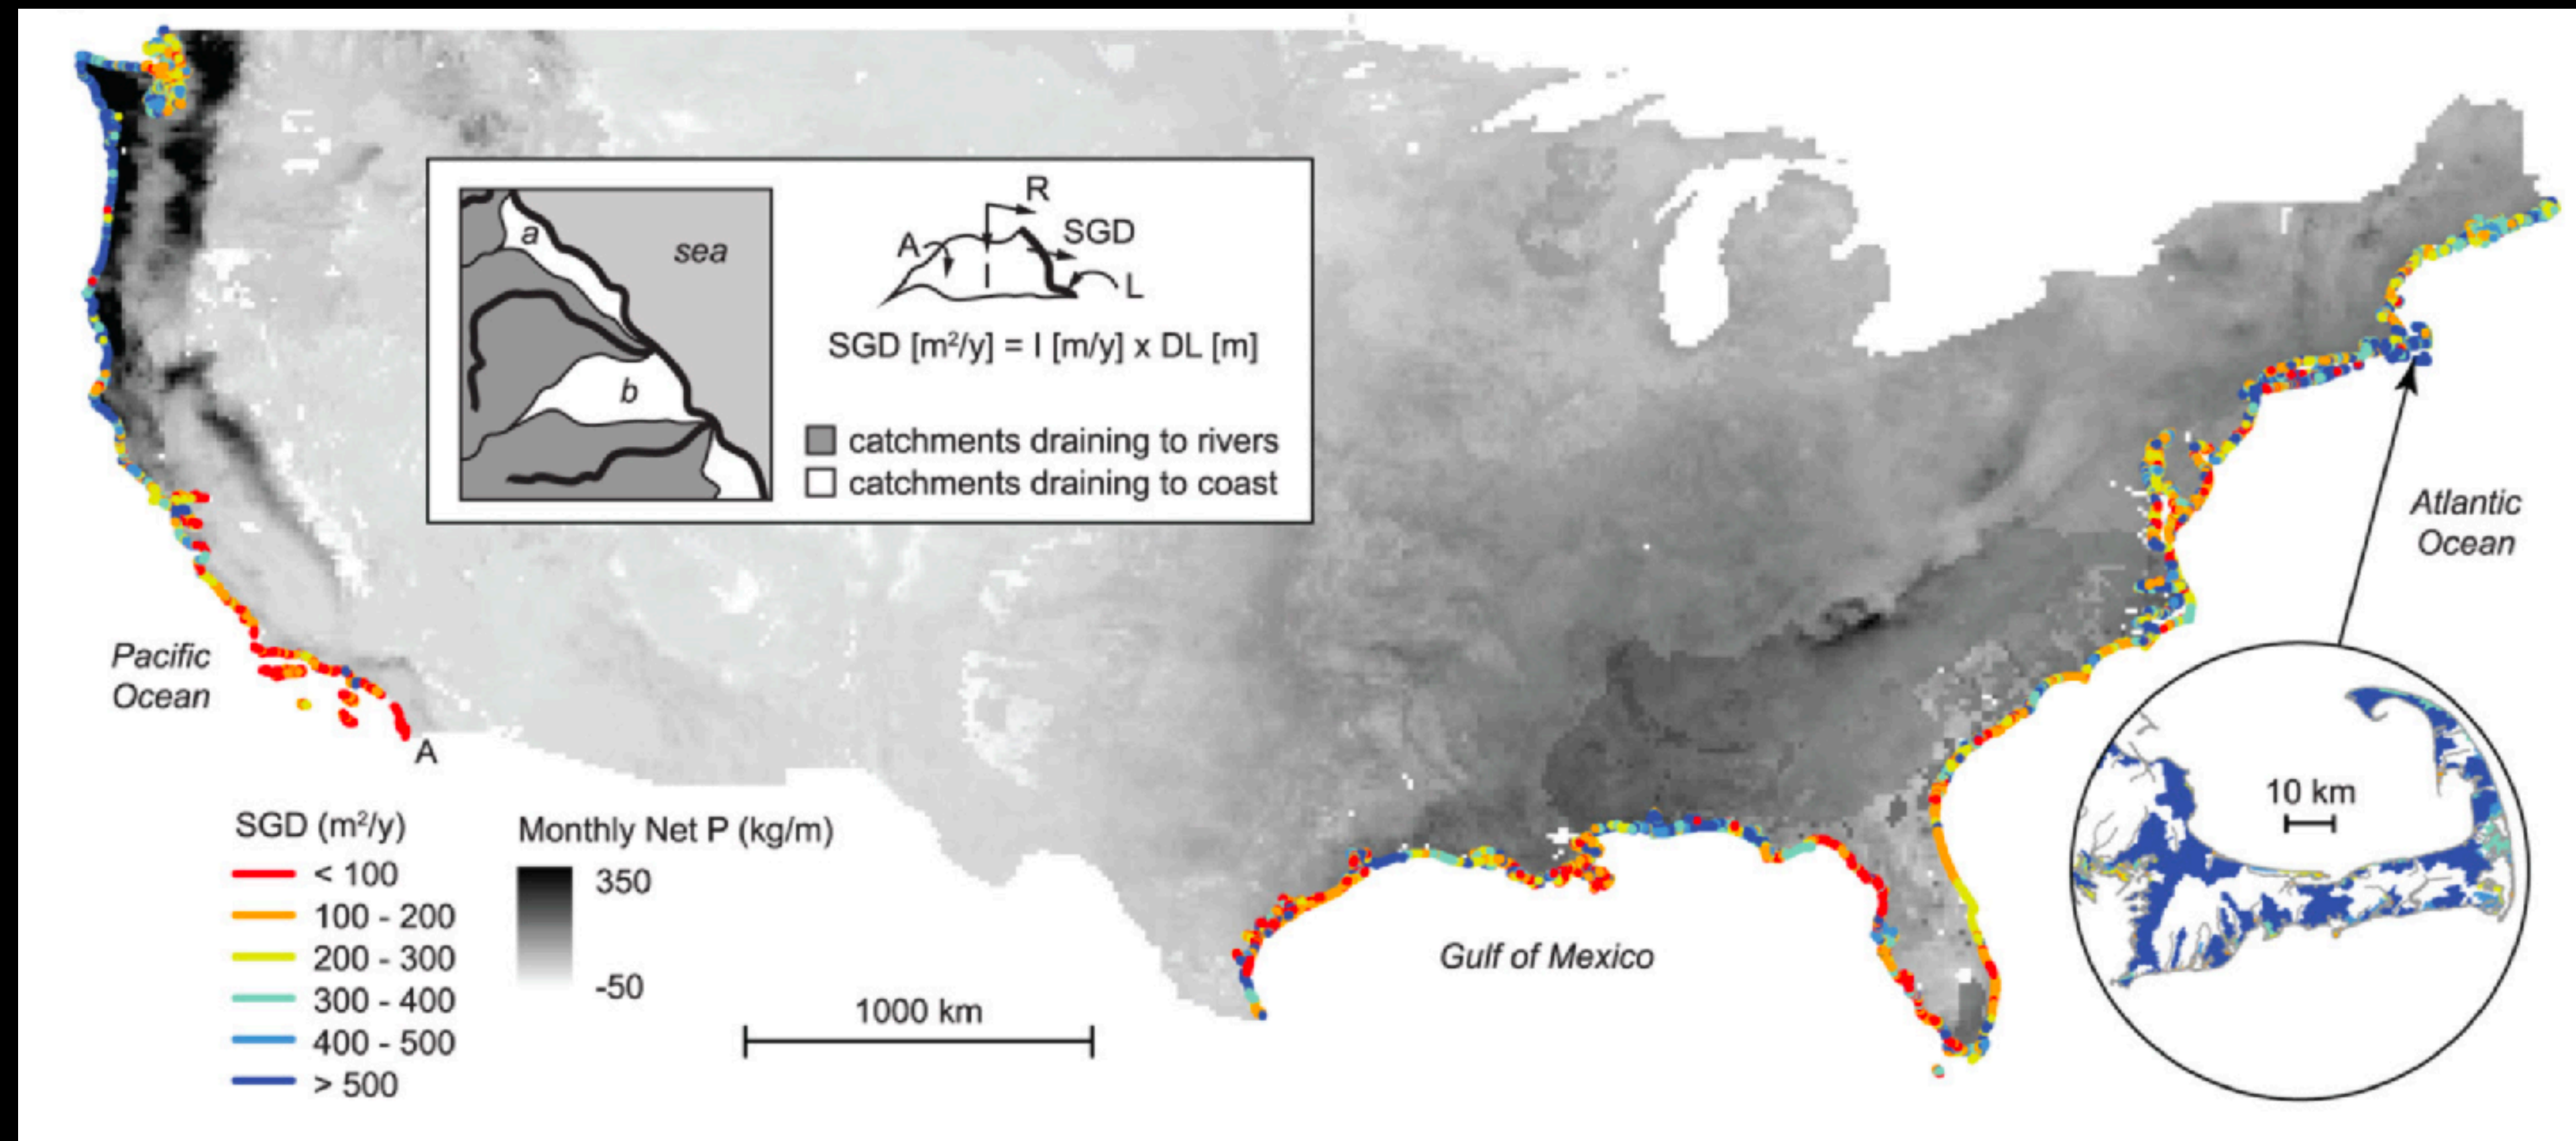 a
sea
b
R
A
SGD
I
L
SGD [m²/y] = I [m/y] x DL [m]
catchments draining to rivers
catchments draining to coast
Atlantic
Ocean
Pacific
Ocean
A
10 km
SGD (m²/y)
< 100
100 - 200
200 - 300
300 - 400
400 - 500
> 500
Monthly Net P (kg/m)
350
-50
1000 km
Gulf of Mexico